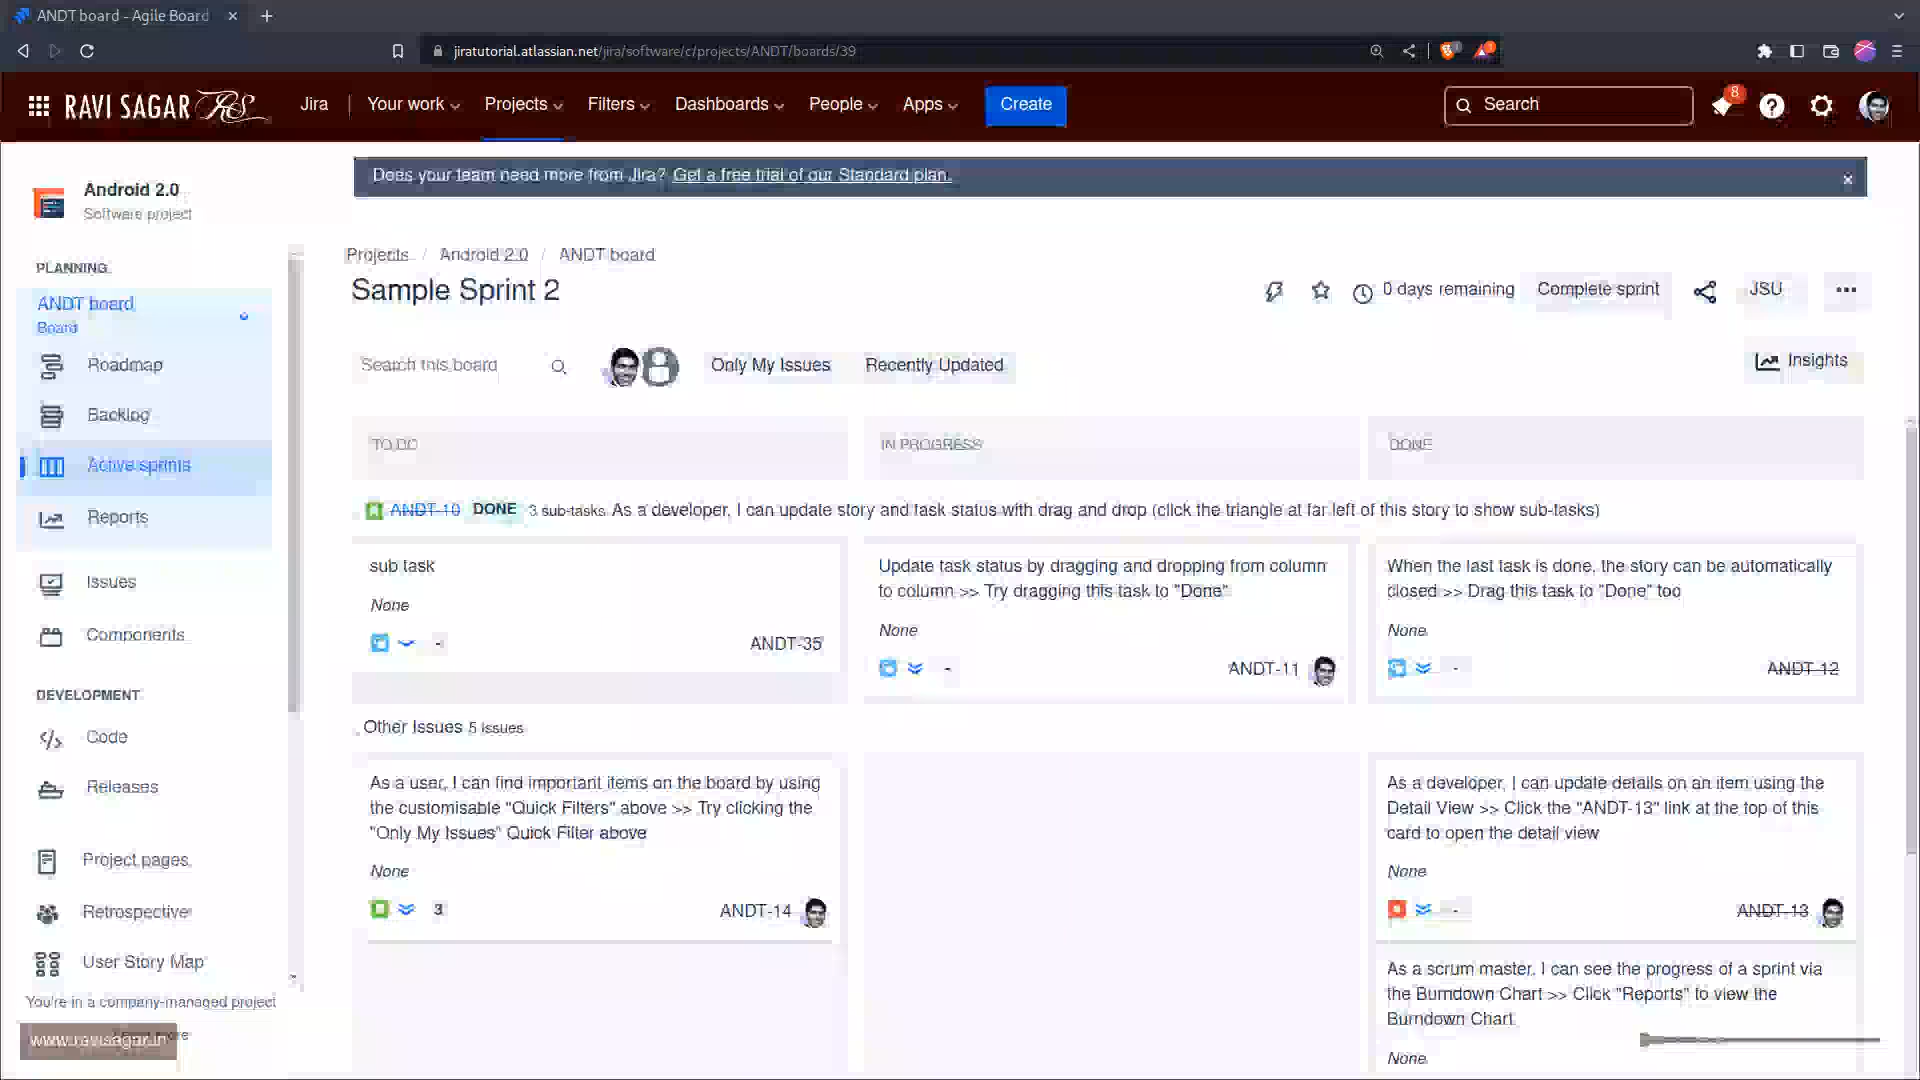 ANDT board - Agile Board
jiratutorial.atlassian.net/jira/software/c/projects/ANDT/boards/39
RAVI SAGAR RS
Jira
Your work
Projects
Filters
Dashboards
People
Apps
Create
Search
8
Does your team need more from Jira? Get a free trial of our Standard plan.
Android 2.0
Software project
PLANNING
ANDT board
Board
Roadmap
Backlog
Active sprints
Reports
Issues
Components
DEVELOPMENT
Code
Releases
Project pages
Retrospective
User Story Map
You're in a company-managed project
www.ravisagar.in
Projects / Android 2.0 / ANDT board
Sample Sprint 2
0 days remaining
Complete sprint
JSU
Search this board
Only My Issues
Recently Updated
Insights
TO DO
IN PROGRESS
DONE
ANDT-10 DONE 3 sub-tasks As a developer, I can update story and task status with drag and drop (click the triangle at far left of this story to show sub-tasks)
sub task
None
-
ANDT-35
Update task status by dragging and dropping from column
to column >> Try dragging this task to "Done"
None
-
ANDT-11
When the last task is done, the story can be automatically
closed >> Drag this task to "Done" too
None
-
ANDT-12
Other Issues 5 issues
As a user, I can find important items on the board by using
the customisable "Quick Filters" above >> Try clicking the
"Only My Issues" Quick Filter above
None
3
ANDT-14
As a developer, I can update details on an item using the
Detail View >> Click the "ANDT-13" link at the top of this
card to open the detail view
None
-
ANDT-13
As a scrum master, I can see the progress of a sprint via
the Burndown Chart >> Click "Reports" to view the
Burndown Chart
None